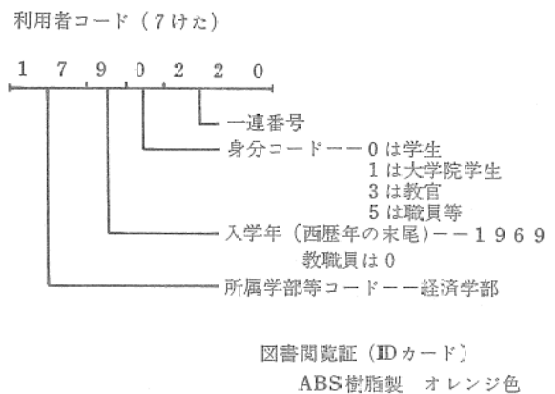 利用者コード (7けた)
1 7 9 0 2 2 0
一連番号
身分コード――0は学生
1は大学院学生
3は教官
5は職員等
入学年 (西歴年の末尾)――1969
教職員は0
所属学部等コード――経済学部
図書閲覧証 (IDカード)
ABS樹脂製 オレンジ色